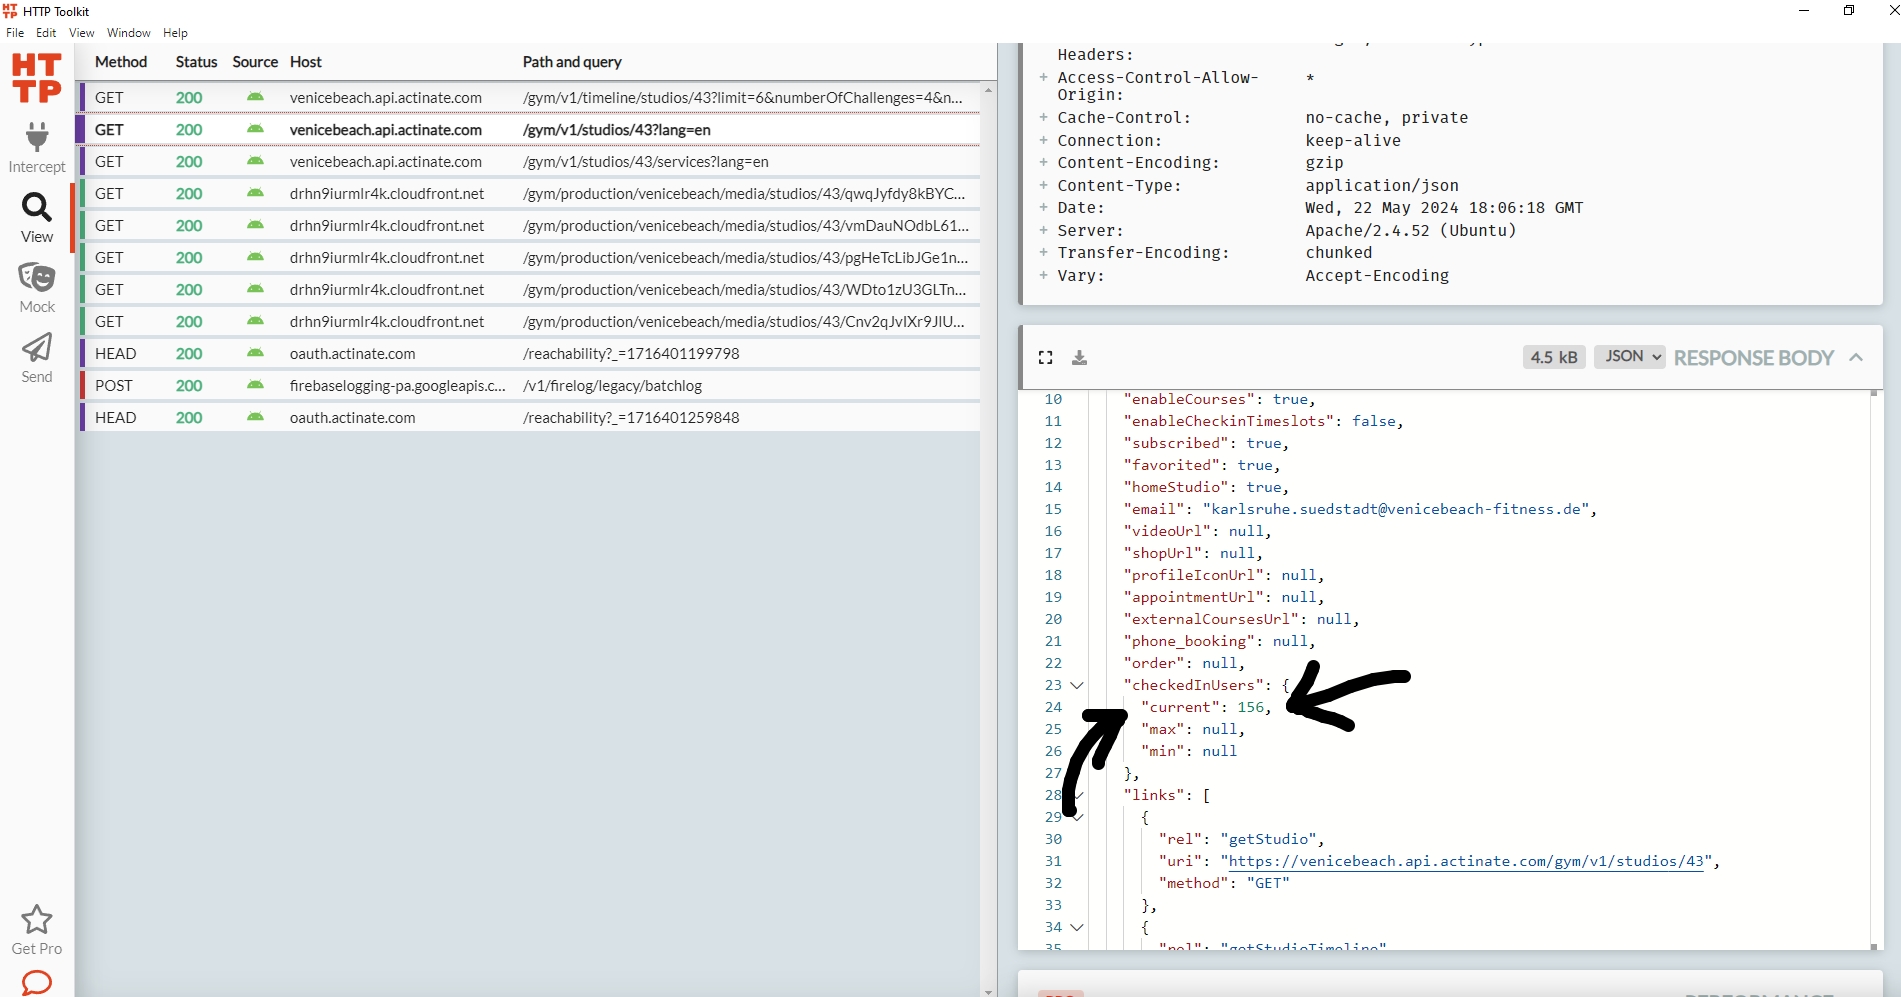 HTTP Toolkit
File Edit View Window Help
HT
TP
Intercept
View
Mock
Send
Get Pro
Method Status Source Host Path and query
GET 200 venicebeach.api.actinate.com /gym/v1/timeline/studios/43?limit=6&numberOfChallenges=4&n...
GET 200 venicebeach.api.actinate.com /gym/v1/studios/43?lang=en
GET 200 venicebeach.api.actinate.com /gym/v1/studios/43/services?lang=en
GET 200 drhn9iurmlr4k.cloudfront.net /gym/production/venicebeach/media/studios/43/qwqJyfdy8kBYC...
GET 200 drhn9iurmlr4k.cloudfront.net /gym/production/venicebeach/media/studios/43/vmDauNOdbL61...
GET 200 drhn9iurmlr4k.cloudfront.net /gym/production/venicebeach/media/studios/43/pgHeTcLibJGe1n...
GET 200 drhn9iurmlr4k.cloudfront.net /gym/production/venicebeach/media/studios/43/WDto1zU3GLTn...
GET 200 drhn9iurmlr4k.cloudfront.net /gym/production/venicebeach/media/studios/43/Cnv2qJvIXr9JIU...
HEAD 200 oauth.actinate.com /reachability?_=1716401199798
POST 200 firebaselogging-pa.googleapis.c... /v1/firelog/legacy/batchlog
HEAD 200 oauth.actinate.com /reachability?_=1716401259848
Headers:
+ Access-Control-Allow- *
Origin:
+ Cache-Control: no-cache, private
+ Connection: keep-alive
+ Content-Encoding: gzip
+ Content-Type: application/json
+ Date: Wed, 22 May 2024 18:06:18 GMT
+ Server: Apache/2.4.52 (Ubuntu)
+ Transfer-Encoding: chunked
+ Vary: Accept-Encoding
4.5 kB JSON RESPONSE BODY
10 "enableCourses": true,
11 "enableCheckinTimeslots": false,
12 "subscribed": true,
13 "favorited": true,
14 "homeStudio": true,
15 "email": "karlsruhe.suedstadt@venicebeach-fitness.de",
16 "videoUrl": null,
17 "shopUrl": null,
18 "profileIconUrl": null,
19 "appointmentUrl": null,
20 "externalCoursesUrl": null,
21 "phone_booking": null,
22 "order": null,
23 "checkedInUsers": {
24 "current": 156,
25 "max": null,
26 "min": null
27 },
28 "links": [
29 {
30 "rel": "getStudio",
31 "uri": "https://venicebeach.api.actinate.com/gym/v1/studios/43",
32 "method": "GET"
33 },
34 {
35 "rel": "getStudioTimeline"